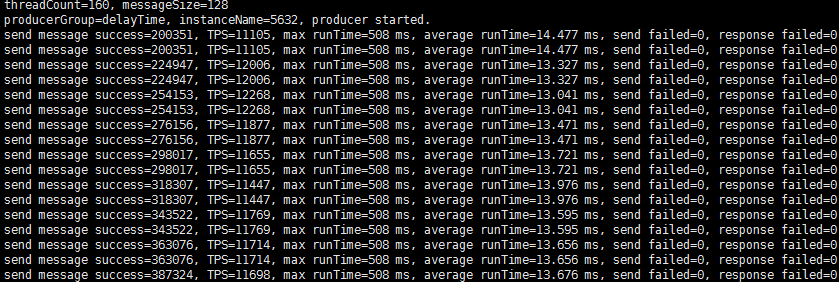 threadCount=160, messageSize=128
producerGroup=delayTime, instanceName=5632, producer started.
send message success=200351, TPS=11105, max runTime=508 ms, average runTime=14.477 ms, send failed=0, response failed=0
send message success=200351, TPS=11105, max runTime=508 ms, average runTime=14.477 ms, send failed=0, response failed=0
send message success=224947, TPS=12006, max runTime=508 ms, average runTime=13.327 ms, send failed=0, response failed=0
send message success=224947, TPS=12006, max runTime=508 ms, average runTime=13.327 ms, send failed=0, response failed=0
send message success=254153, TPS=12268, max runTime=508 ms, average runTime=13.041 ms, send failed=0, response failed=0
send message success=254153, TPS=12268, max runTime=508 ms, average runTime=13.041 ms, send failed=0, response failed=0
send message success=276156, TPS=11877, max runTime=508 ms, average runTime=13.471 ms, send failed=0, response failed=0
send message success=276156, TPS=11877, max runTime=508 ms, average runTime=13.471 ms, send failed=0, response failed=0
send message success=298017, TPS=11655, max runTime=508 ms, average runTime=13.721 ms, send failed=0, response failed=0
send message success=298017, TPS=11655, max runTime=508 ms, average runTime=13.721 ms, send failed=0, response failed=0
send message success=318307, TPS=11447, max runTime=508 ms, average runTime=13.976 ms, send failed=0, response failed=0
send message success=318307, TPS=11447, max runTime=508 ms, average runTime=13.976 ms, send failed=0, response failed=0
send message success=343522, TPS=11769, max runTime=508 ms, average runTime=13.595 ms, send failed=0, response failed=0
send message success=343522, TPS=11769, max runTime=508 ms, average runTime=13.595 ms, send failed=0, response failed=0
send message success=363076, TPS=11714, max runTime=508 ms, average runTime=13.656 ms, send failed=0, response failed=0
send message success=363076, TPS=11714, max runTime=508 ms, average runTime=13.656 ms, send failed=0, response failed=0
send message success=387324, TPS=11698, max runTime=508 ms, average runTime=13.676 ms, send failed=0, response failed=0